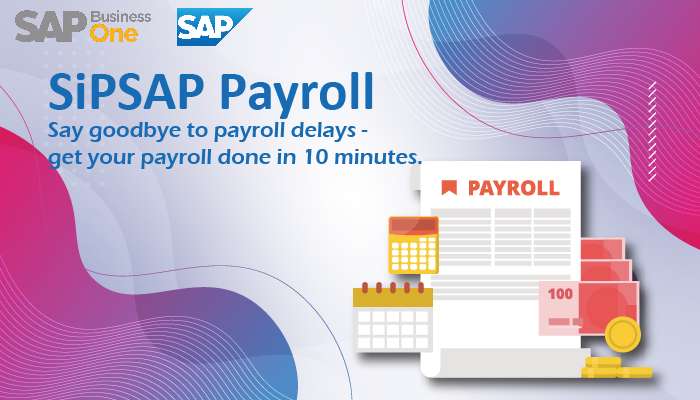 SAP Business One
SAP
SiPSAP Payroll
Say goodbye to payroll delays -
get your payroll done in 10 minutes.
PAYROLL
100